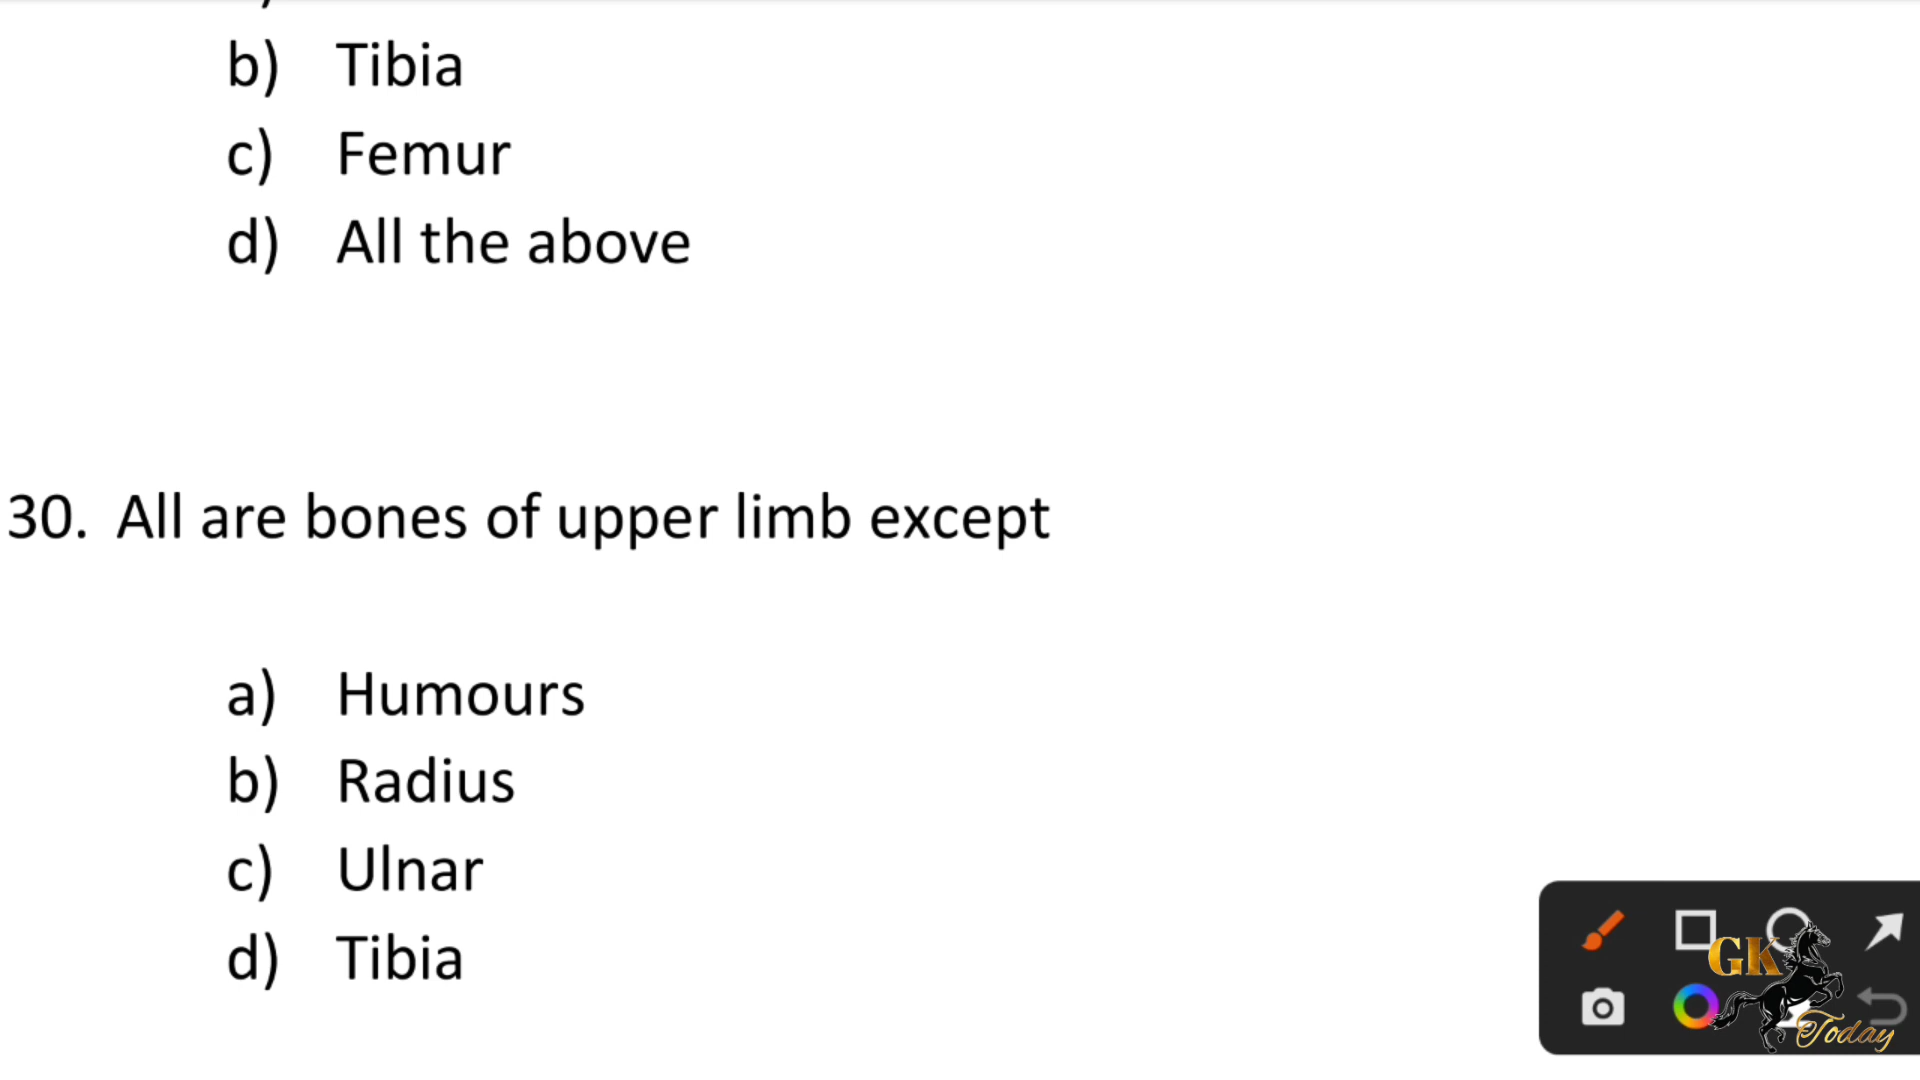 b) Tibia
c) Femur
d) All the above
30. All are bones of upper limb except
a) Humours
b) Radius
c) Ulnar
d) Tibia
GK
Today